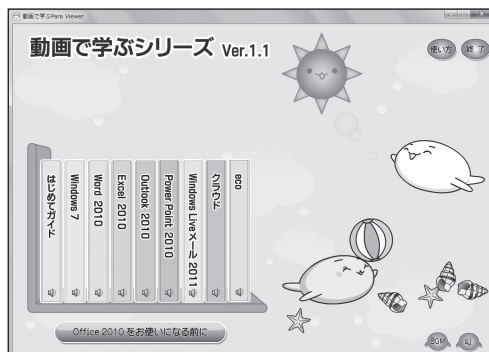 動画で学ぶPara Viewer
動画で学ぶシリーズ Ver.1.1
使い方
終了
はじめてガイド
Windows 7
Word 2010
Excel 2010
Outlook 2010
Power Point 2010
Windows Liveメール 2011
クラウド
eco
Office 2010 をお使いになる前に
BGM